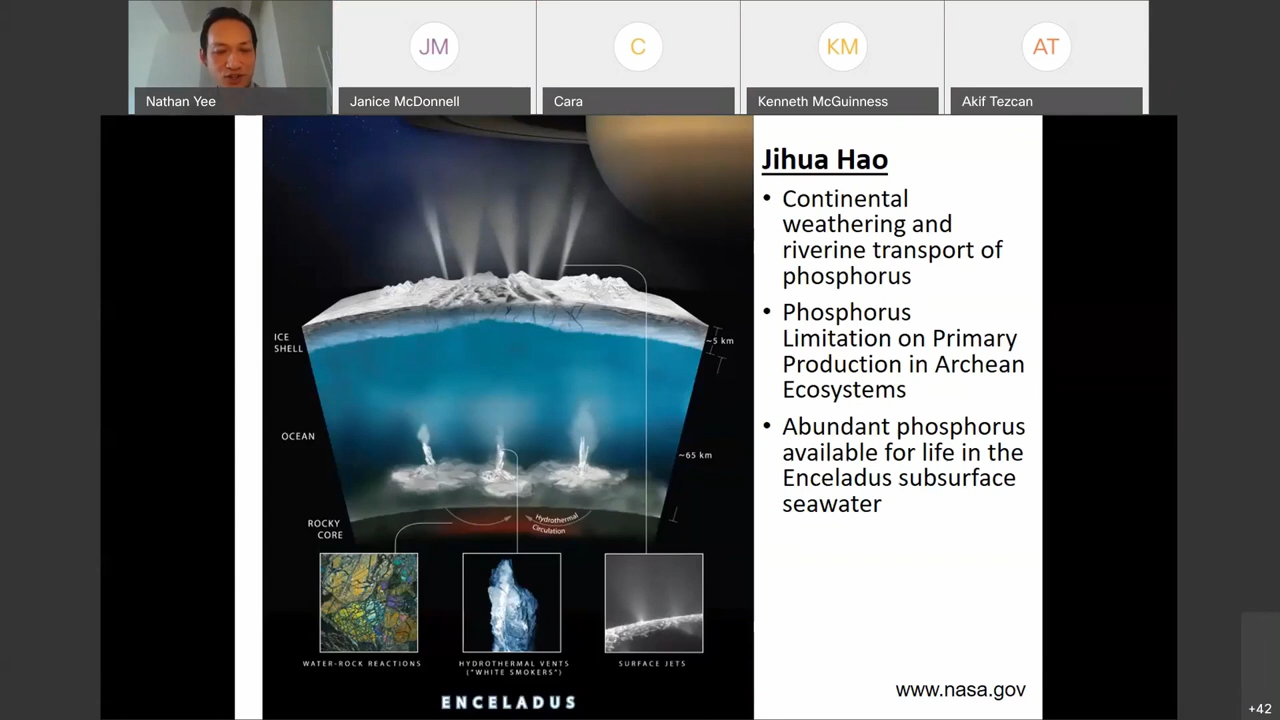 JM
C
KM
AT
Nathan Yee
Janice McDonnell
Cara
Kenneth McGuinness
Akif Tezcan
Jihua Hao
• Continental
weathering and
riverine transport of
phosphorus
• Phosphorus
Limitation on Primary
Production in Archean
Ecosystems
• Abundant phosphorus
available for life in the
Enceladus subsurface
seawater
www.nasa.gov
ICE
SHELL
~5 km
OCEAN
~65 km
ROCKY
CORE
Hydrothermal
Circulation
WATER-ROCK REACTIONS
HYDROTHERMAL VENTS
("WHITE SMOKERS")
SURFACE JETS
ENCELADUS
+42